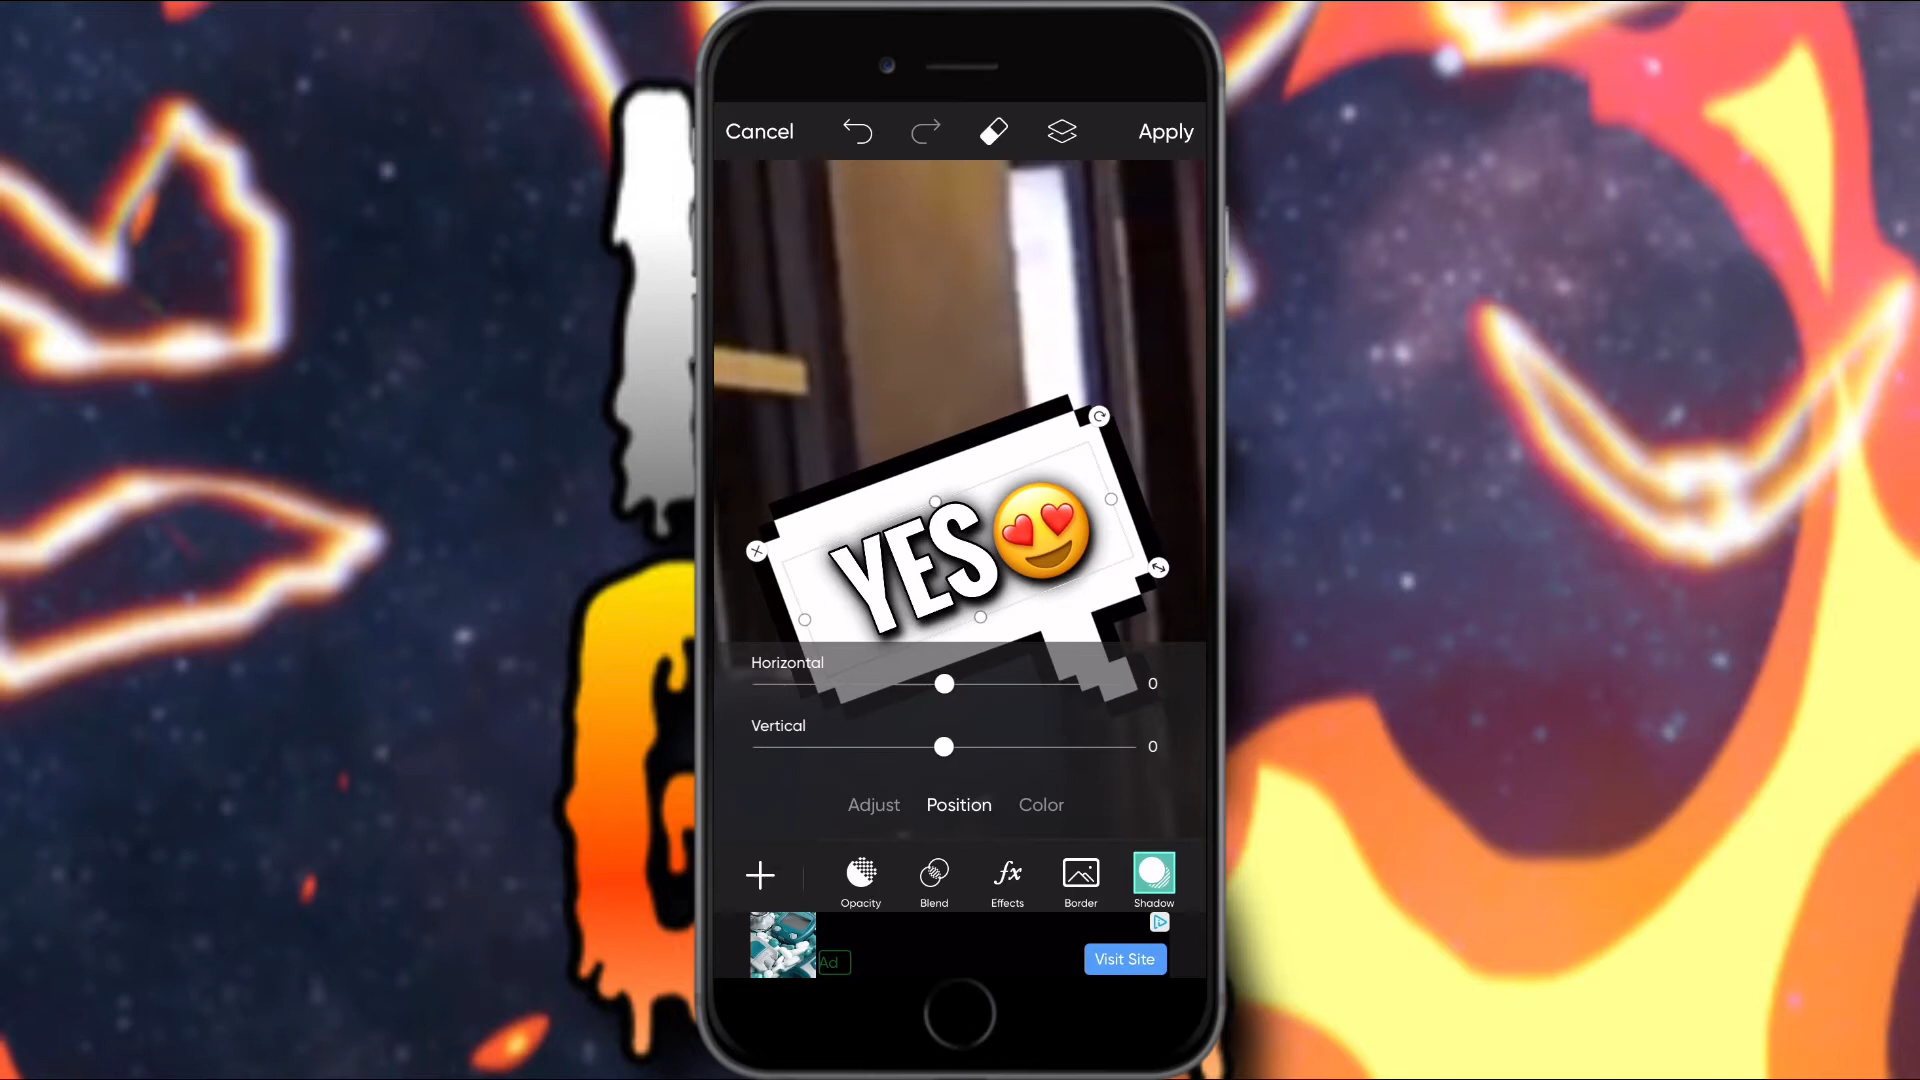 Cancel
Apply
YES😍
Horizontal
0
Vertical
0
Adjust Position Color
Opacity Blend fx Effects Border Shadow
Ad
Visit Site